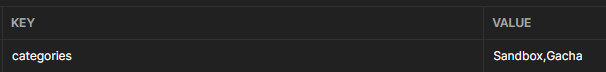 KEY VALUE
categories Sandbox,Gacha